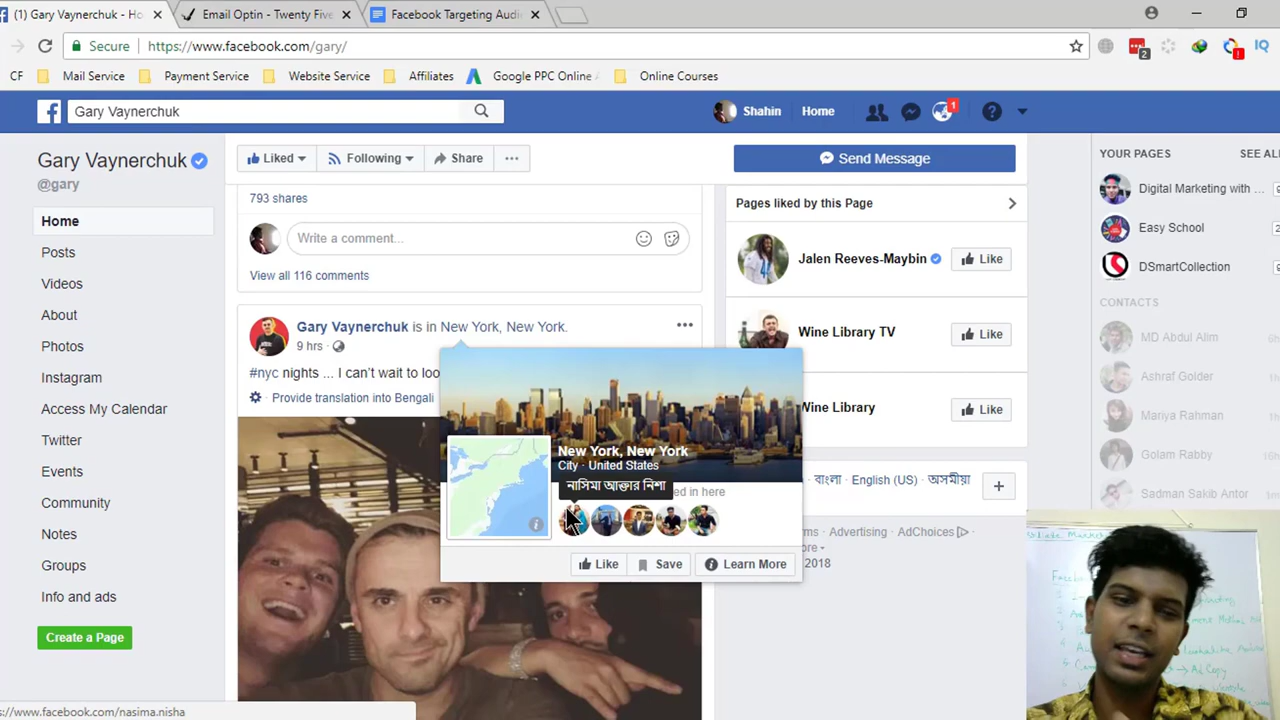 (1) Gary Vaynerchuk - Ho
Email Optin - Twenty Five
Facebook Targeting Audi
Secure
https://www.facebook.com/gary/
2
IQ
CF
Mail Service
Payment Service
Website Service
Affiliates
Google PPC Online
Online Courses
Gary Vaynerchuk
Shahin
Home
1
Gary Vaynerchuk
@gary
Home
Posts
Videos
About
Photos
Instagram
Access My Calendar
Twitter
Events
Community
Notes
Groups
Info and ads
Create a Page
Liked
Following
Share
Send Message
793 shares
Write a comment...
View all 116 comments
Gary Vaynerchuk is in New York, New York.
9 hrs
#nyc nights ... I can't wait to loo
Provide translation into Bengali
New York, New York
City · United States
নাসিমা আক্তার নিশা
ed in here
Like
Save
Learn More
Pages liked by this Page
Jalen Reeves-Maybin
Like
Wine Library TV
Like
Wine Library
Like
বাংলা · English (US) · অসমীয়া
· Advertising · AdChoices
ore
2018
YOUR PAGES
SEE AL
Digital Marketing with ...
Easy School
2
DSmartCollection
CONTACTS
MD Abdul Alim
Ashraf Golder
Mariya Rahman
Golam Rabby
Sadman Sakib Antor
Ad Copy
www.facebook.com/nasima.nisha